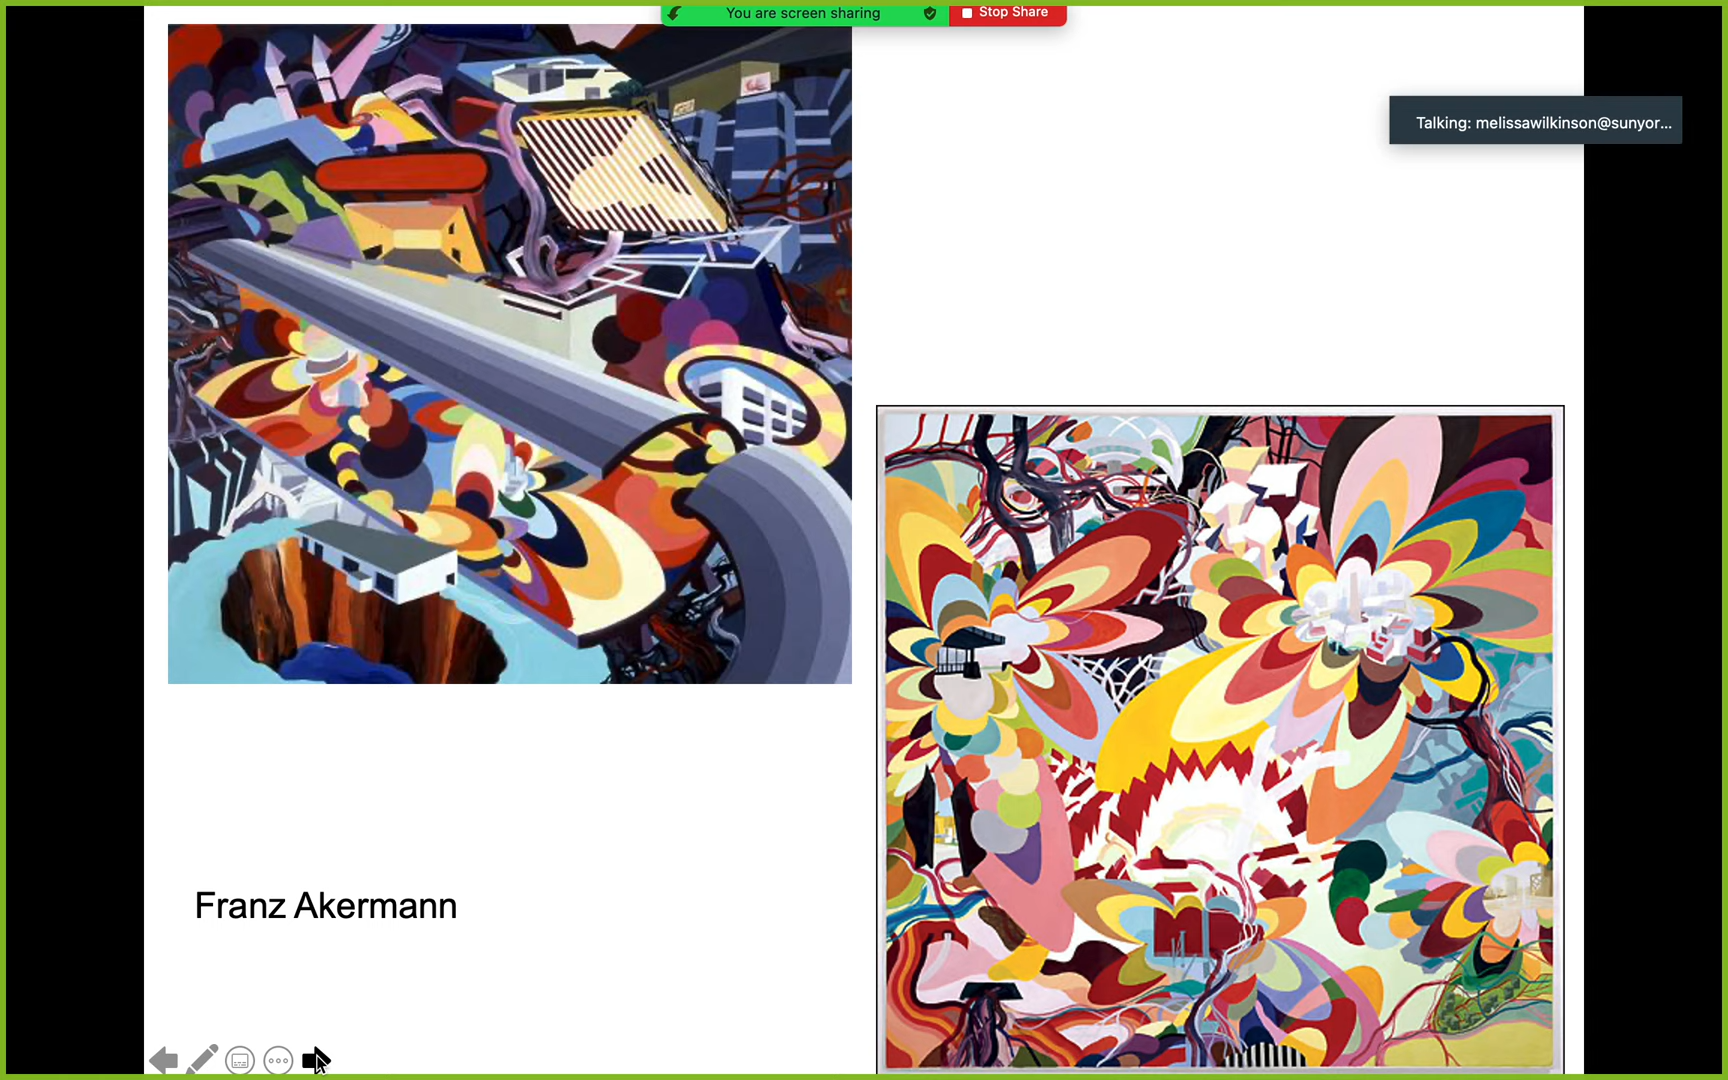 You are screen sharing
Stop Share
Talking: melissawilkinson@sunyor...
Franz Akermann